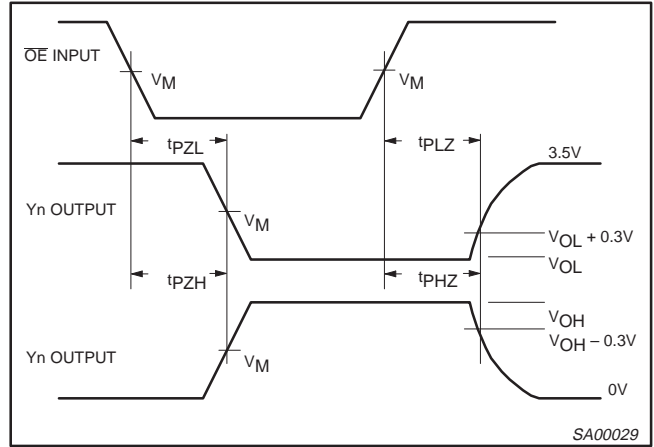 OE INPUT
VM
VM
tPZL
tPLZ
3.5V
Yn OUTPUT
VM
VOL + 0.3V
VOL
tPZH
tPHZ
VOH
VOH – 0.3V
Yn OUTPUT
VM
0V
SA00029